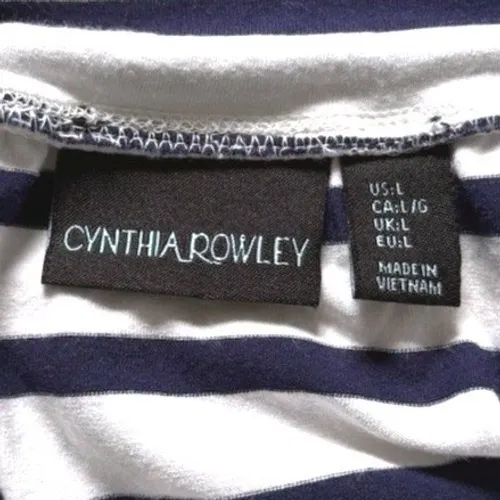 CYNTHIA ROWLEY
US:L
CA:L/G
UK:L
EU:L
MADE IN
VIETNAM